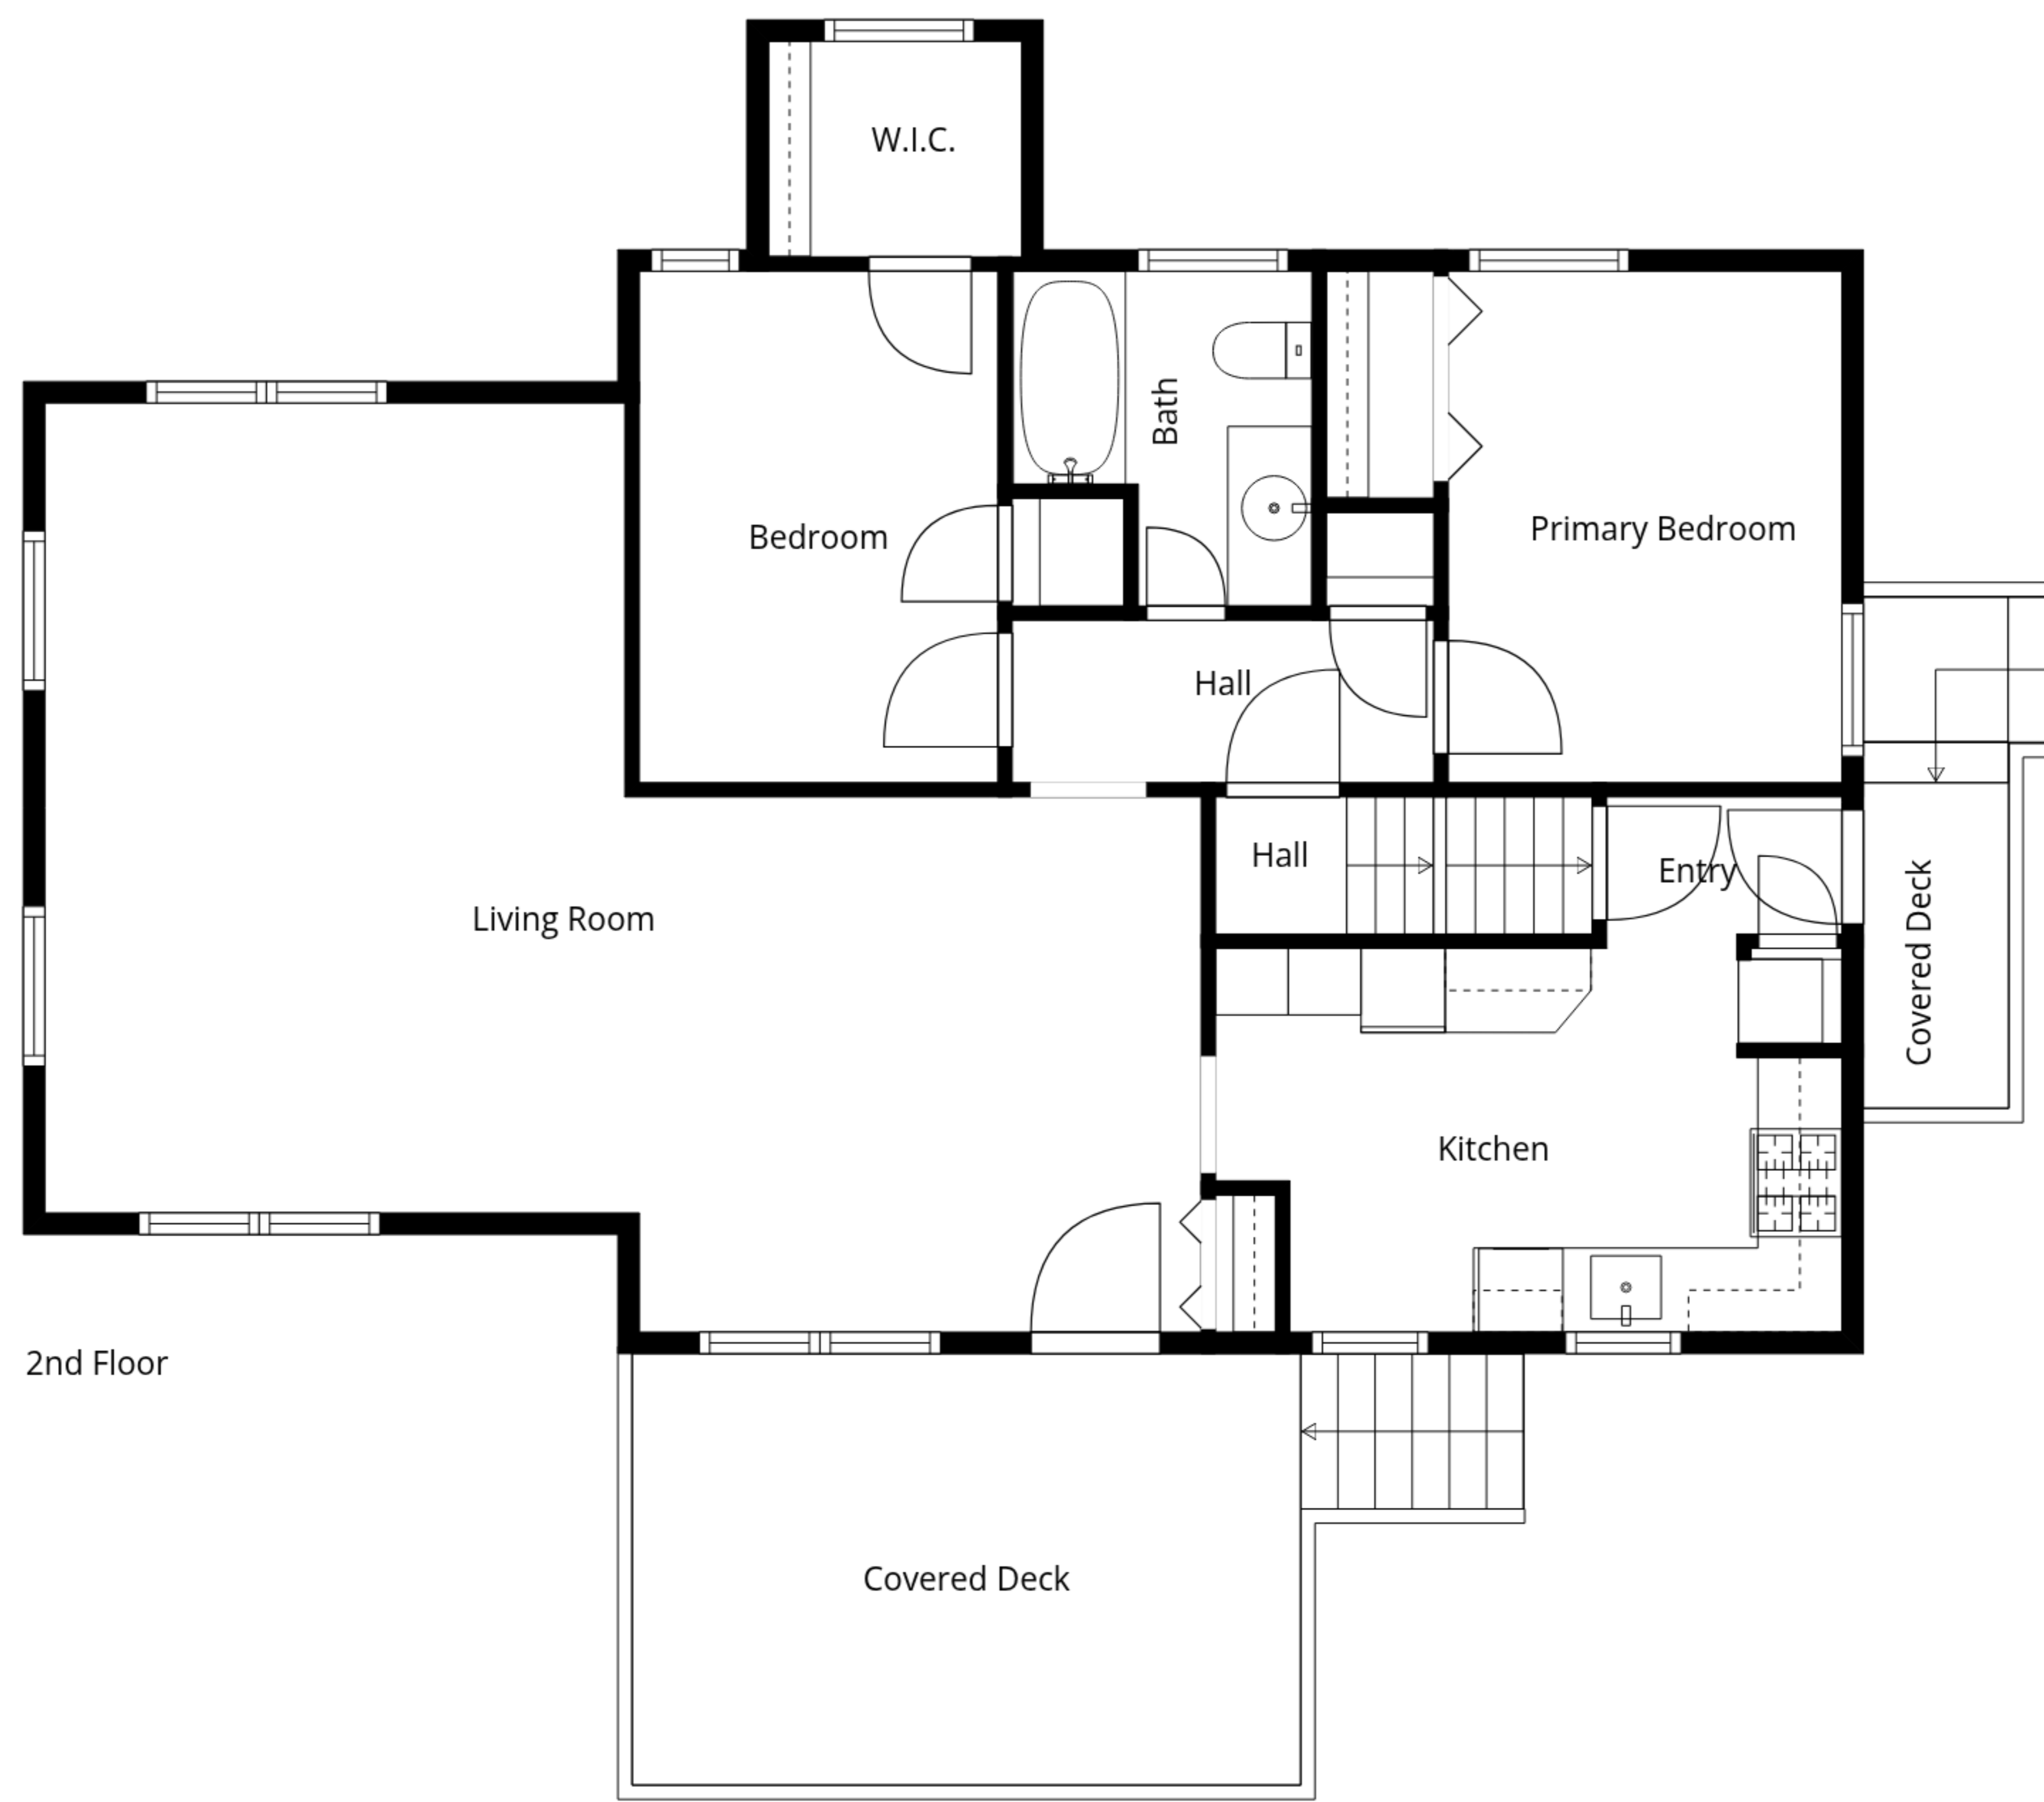 W.I.C.
Bath
Bedroom
Primary Bedroom
Hall
Hall
Entry
Living Room
Covered Deck
Kitchen
2nd Floor
Covered Deck